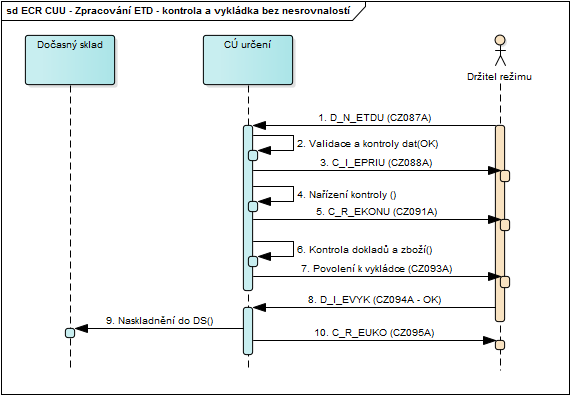 sd ECR CUU - Zpracování ETD - kontrola a vykládka bez nesrovnalostí
Dočasný sklad
CÚ určení
Držitel režimu
1. D_N_ETDU (CZ087A)
2. Validace a kontroly dat(OK)
3. C_I_EPRIU (CZ088A)
4. Nařízení kontroly ()
5. C_R_EKONU (CZ091A)
6. Kontrola dokladů a zboží()
7. Povolení k vykládce (CZ093A)
8. D_I_EVYK (CZ094A - OK)
9. Naskladnění do DS()
10. C_R_EUKO (CZ095A)